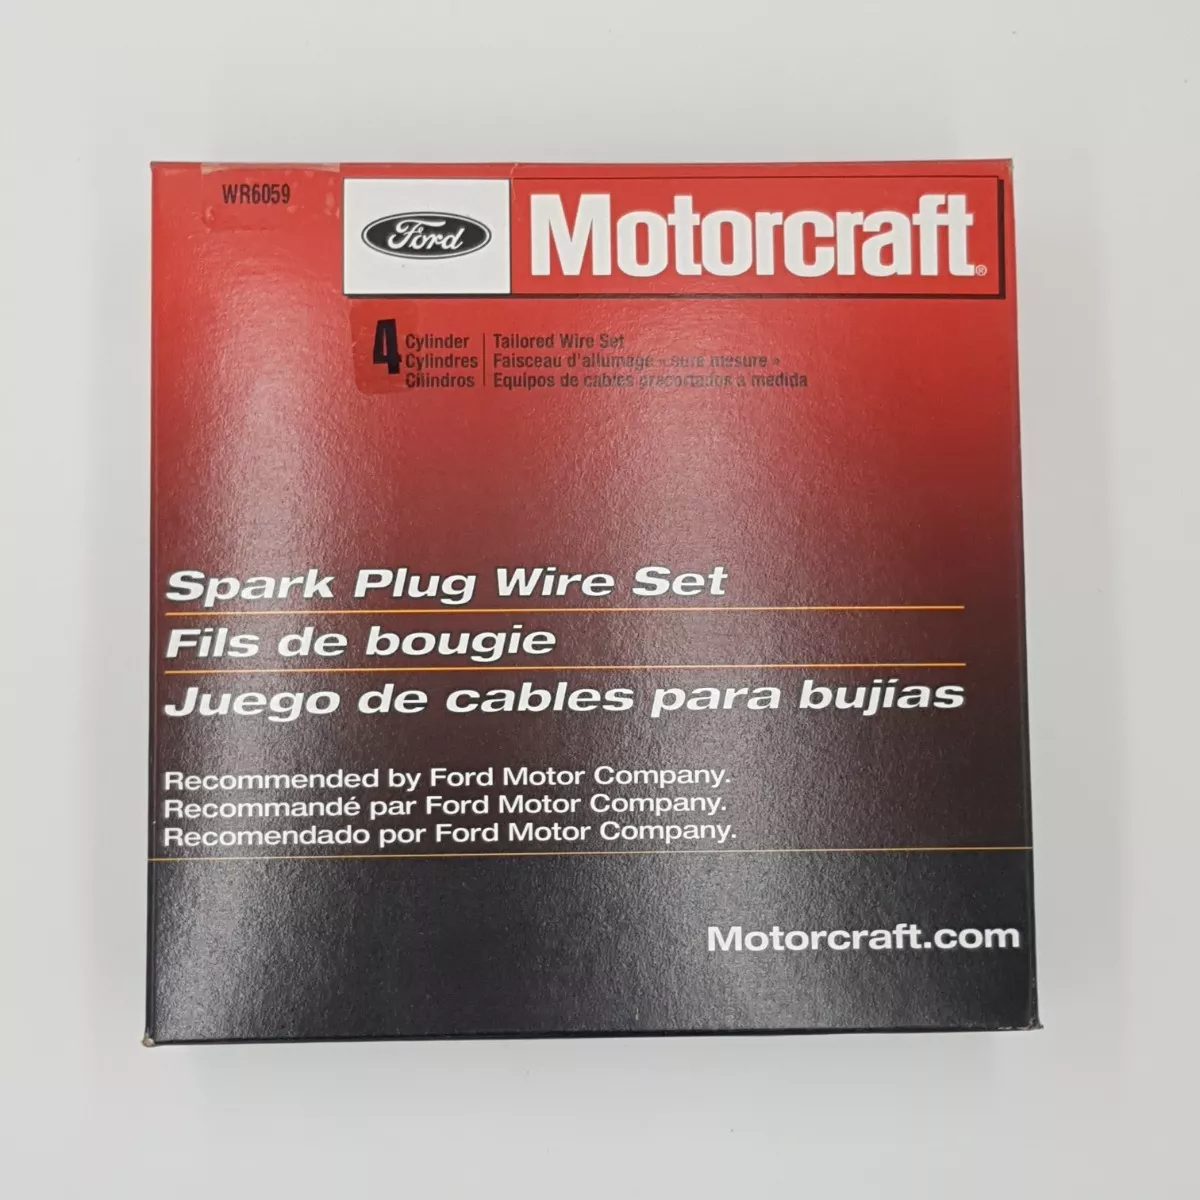 WR6059
Ford
Motorcraft®
4
Cylinder
Cylindres
Cilindros
Tailored Wire Set
Faisceau d'allumage « sure mesure »
Equipos de cables precortados a medida
Spark Plug Wire Set
Fils de bougie
Juego de cables para bujías
Recommended by Ford Motor Company.
Recommandé par Ford Motor Company.
Recomendado por Ford Motor Company.
Motorcraft.com